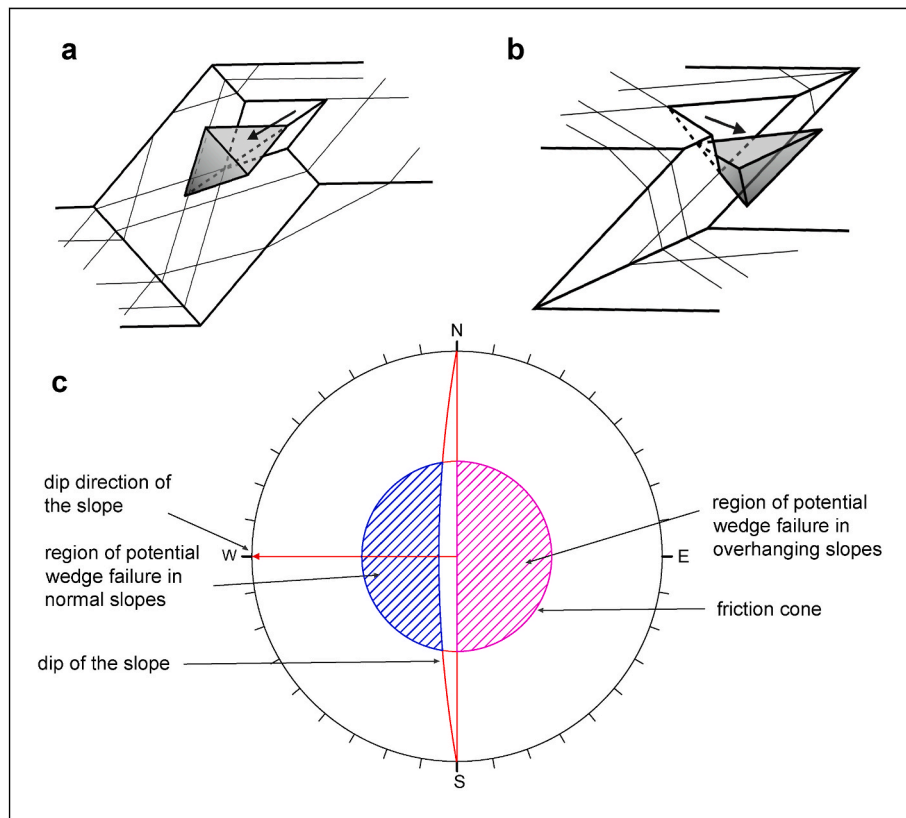 a
b
c
N
dip direction of
the slope
W
region of potential
wedge failure in
normal slopes
dip of the slope
region of potential
wedge failure in
overhanging slopes
E
friction cone
S